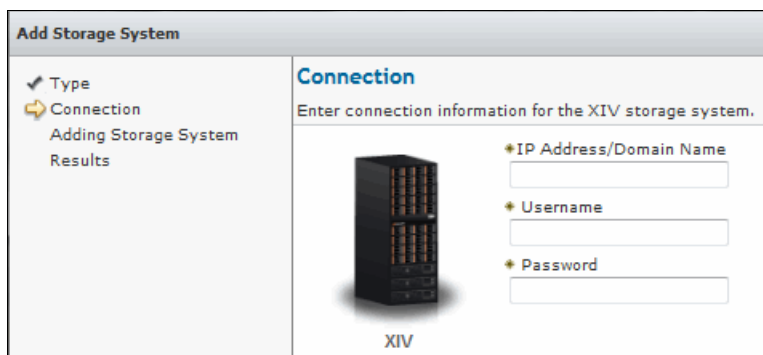 Add Storage System
Type
Connection
Adding Storage System
Results
Connection
Enter connection information for the XIV storage system.
*IP Address/Domain Name
* Username
* Password
XIV